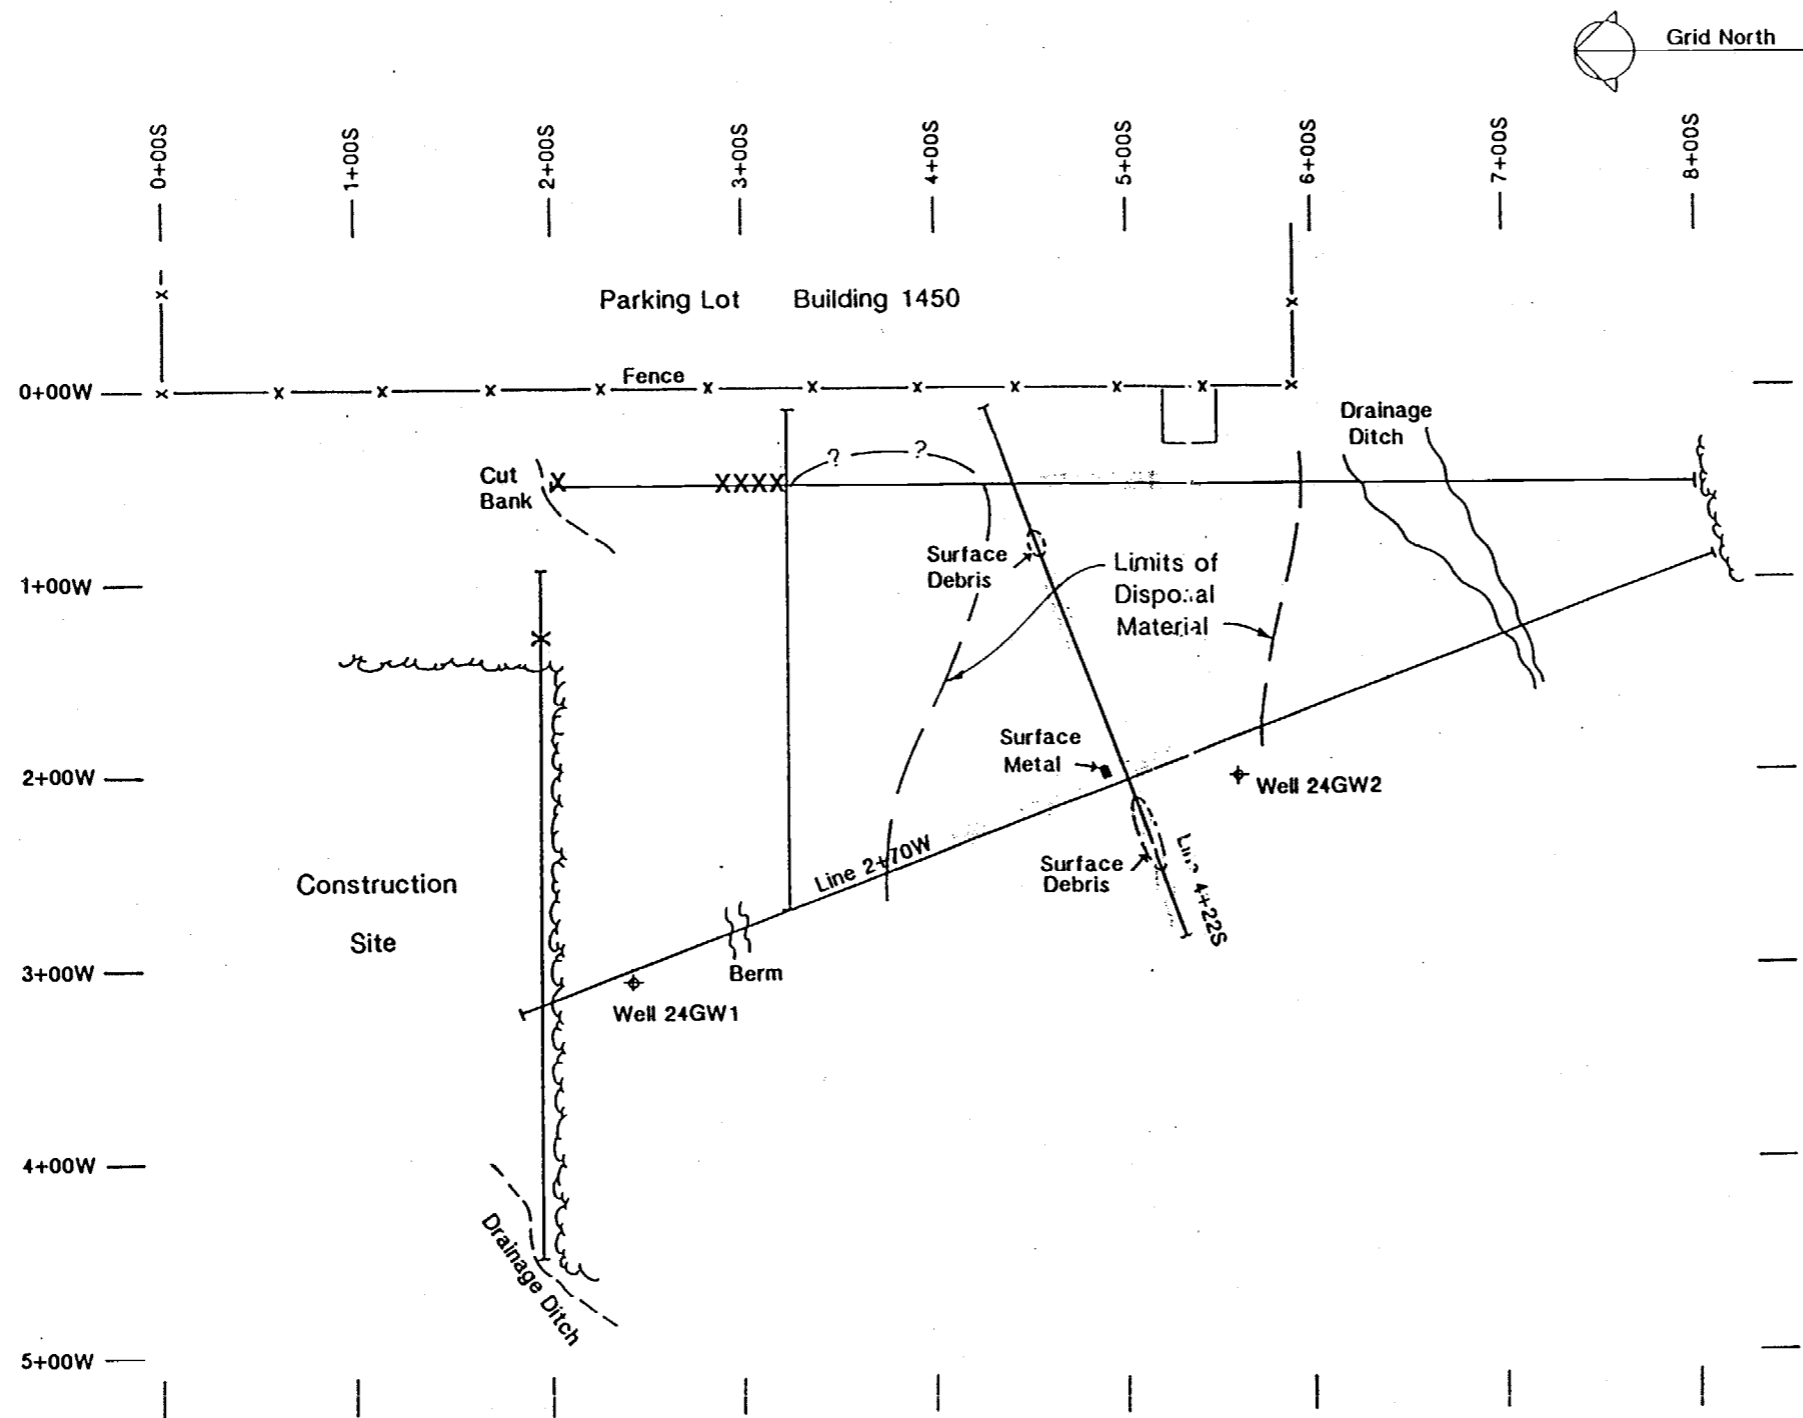 Grid North
0+00S
1+00S
2+00S
3+00S
4+00S
5+00S
6+00S
7+00S
8+00S
Parking Lot Building 1450
0+00W
Fence
Drainage
Ditch
? ?
Cut
Bank
X XXXX
Surface
Debris
Limits of
Disposal
Material
1+00W
Surface
Metal
2+00W
Well 24GW2
Line 2+70W
Surface
Debris
Line 4+22S
Construction
Site
3+00W
Berm
Well 24GW1
4+00W
Drainage Ditch
5+00W